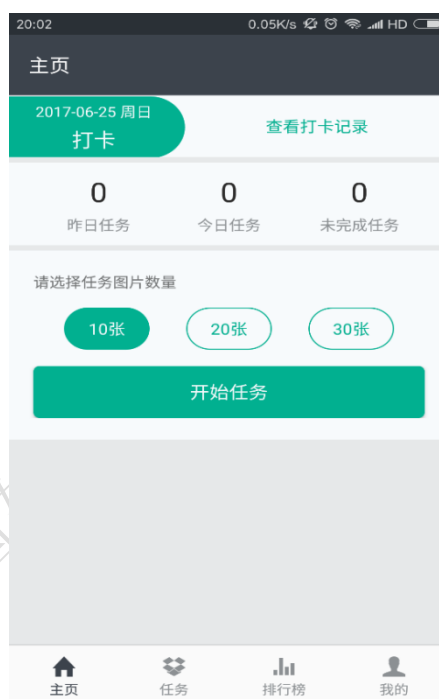 20:02 0.05K/s HD
主页
2017-06-25 周日
打卡
查看打卡记录
0 0 0
昨日任务 今日任务 未完成任务
请选择任务图片数量
10张 20张 30张
开始任务
主页 任务 排行榜 我的